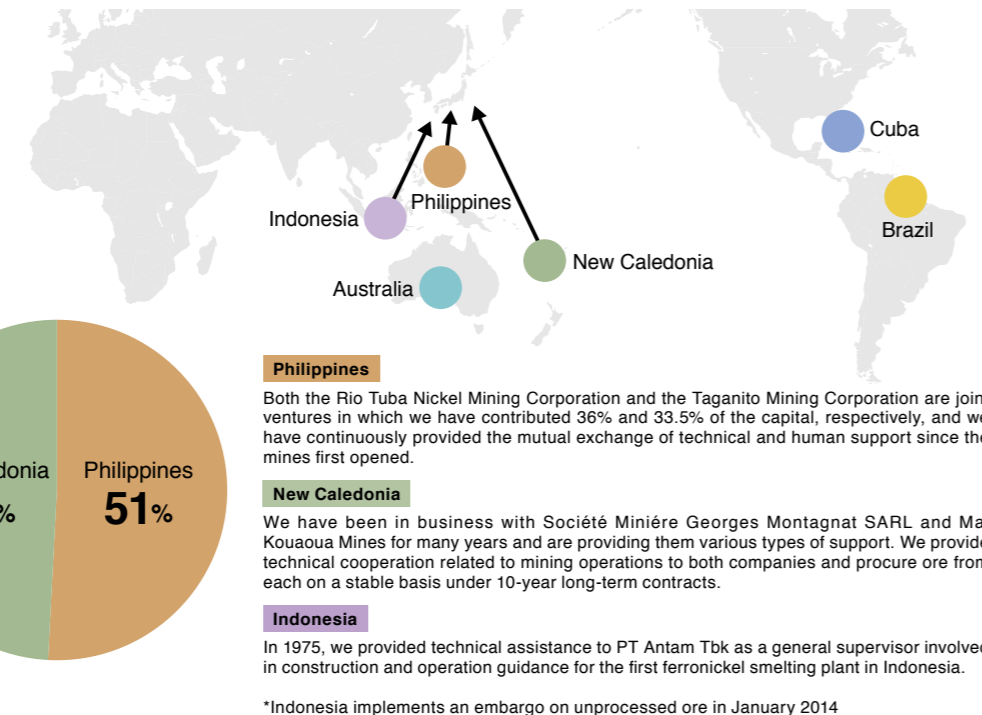 Cuba
Philippines
Indonesia
Brazil
New Caledonia
Australia
Philippines
Both the Rio Tuba Nickel Mining Corporation and the Taganito Mining Corporation are join
ventures in which we have contributed 36% and 33.5% of the capital, respectively, and we
have continuously provided the mutual exchange of technical and human support since the
mines first opened.
donia
%
Philippines
51%
New Caledonia
We have been in business with Société Miniére Georges Montagnat SARL and Ma
Kouaoua Mines for many years and are providing them various types of support. We provide
technical cooperation related to mining operations to both companies and procure ore from
each on a stable basis under 10-year long-term contracts.
Indonesia
In 1975, we provided technical assistance to PT Antam Tbk as a general supervisor involved
in construction and operation guidance for the first ferronickel smelting plant in Indonesia.
*Indonesia implements an embargo on unprocessed ore in January 2014